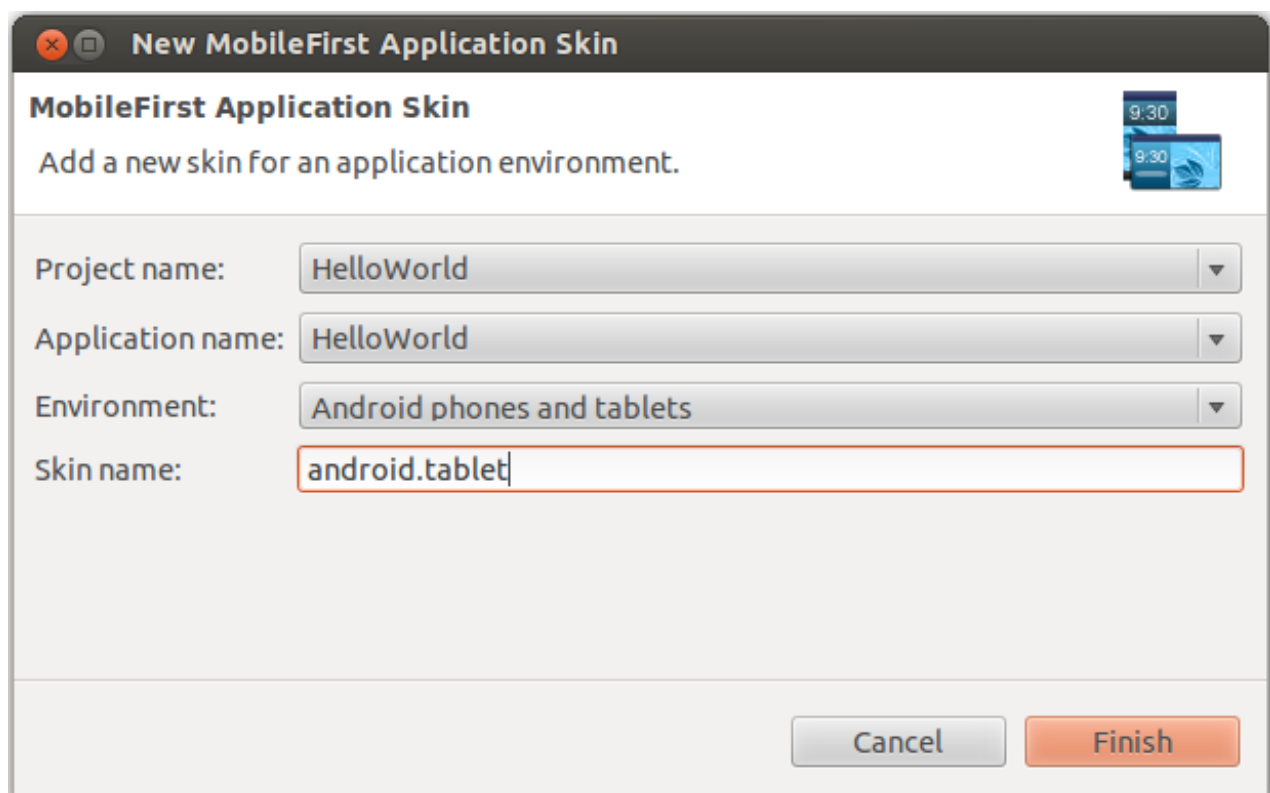 New MobileFirst Application Skin
MobileFirst Application Skin
Add a new skin for an application environment.
9:30
9:30
Project name: HelloWorld
Application name: HelloWorld
Environment: Android phones and tablets
Skin name: android.tablet
Cancel Finish